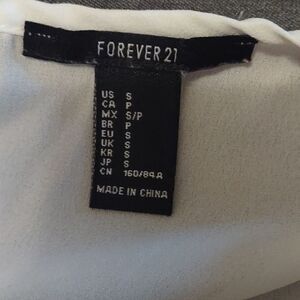 FOREVER 21
US S
CA P
MX S/P
BR P
EU S
UK S
KR S
JP S
CN 160/84A
MADE IN CHINA